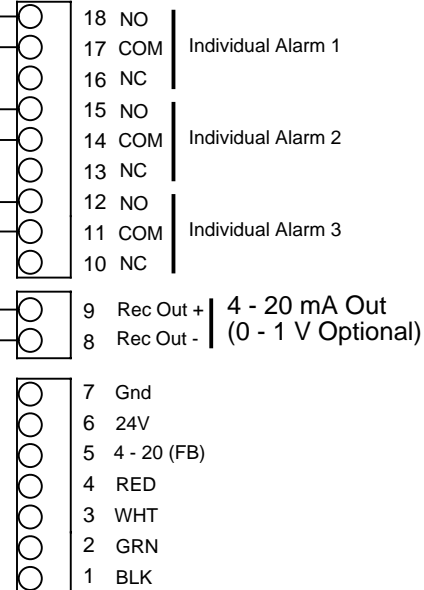 18 NO
17 COM Individual Alarm 1
16 NC
15 NO
14 COM Individual Alarm 2
13 NC
12 NO
11 COM Individual Alarm 3
10 NC
9 Rec Out + 4 - 20 mA Out
8 Rec Out - (0 - 1 V Optional)
7 Gnd
6 24V
5 4 - 20 (FB)
4 RED
3 WHT
2 GRN
1 BLK